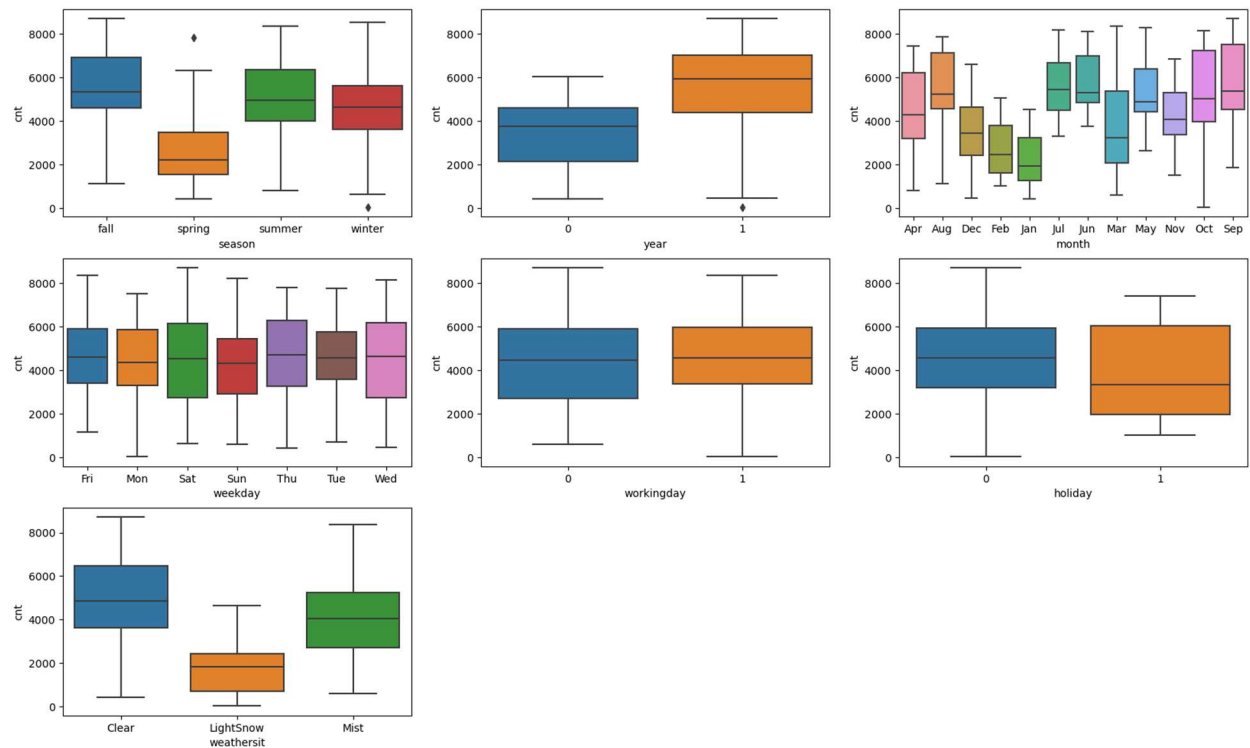 8000
6000
4000
2000
0
cnt
fall spring summer winter
season
8000
6000
4000
2000
0
cnt
0 1
year
8000
6000
4000
2000
0
cnt
Apr Aug Dec Feb Jan Jul Jun Mar May Nov Oct Sep
month
8000
6000
4000
2000
0
cnt
Fri Mon Sat Sun Thu Tue Wed
weekday
8000
6000
4000
2000
0
cnt
0 1
workingday
8000
6000
4000
2000
0
cnt
0 1
holiday
8000
6000
4000
2000
0
cnt
Clear LightSnow Mist
weathersit